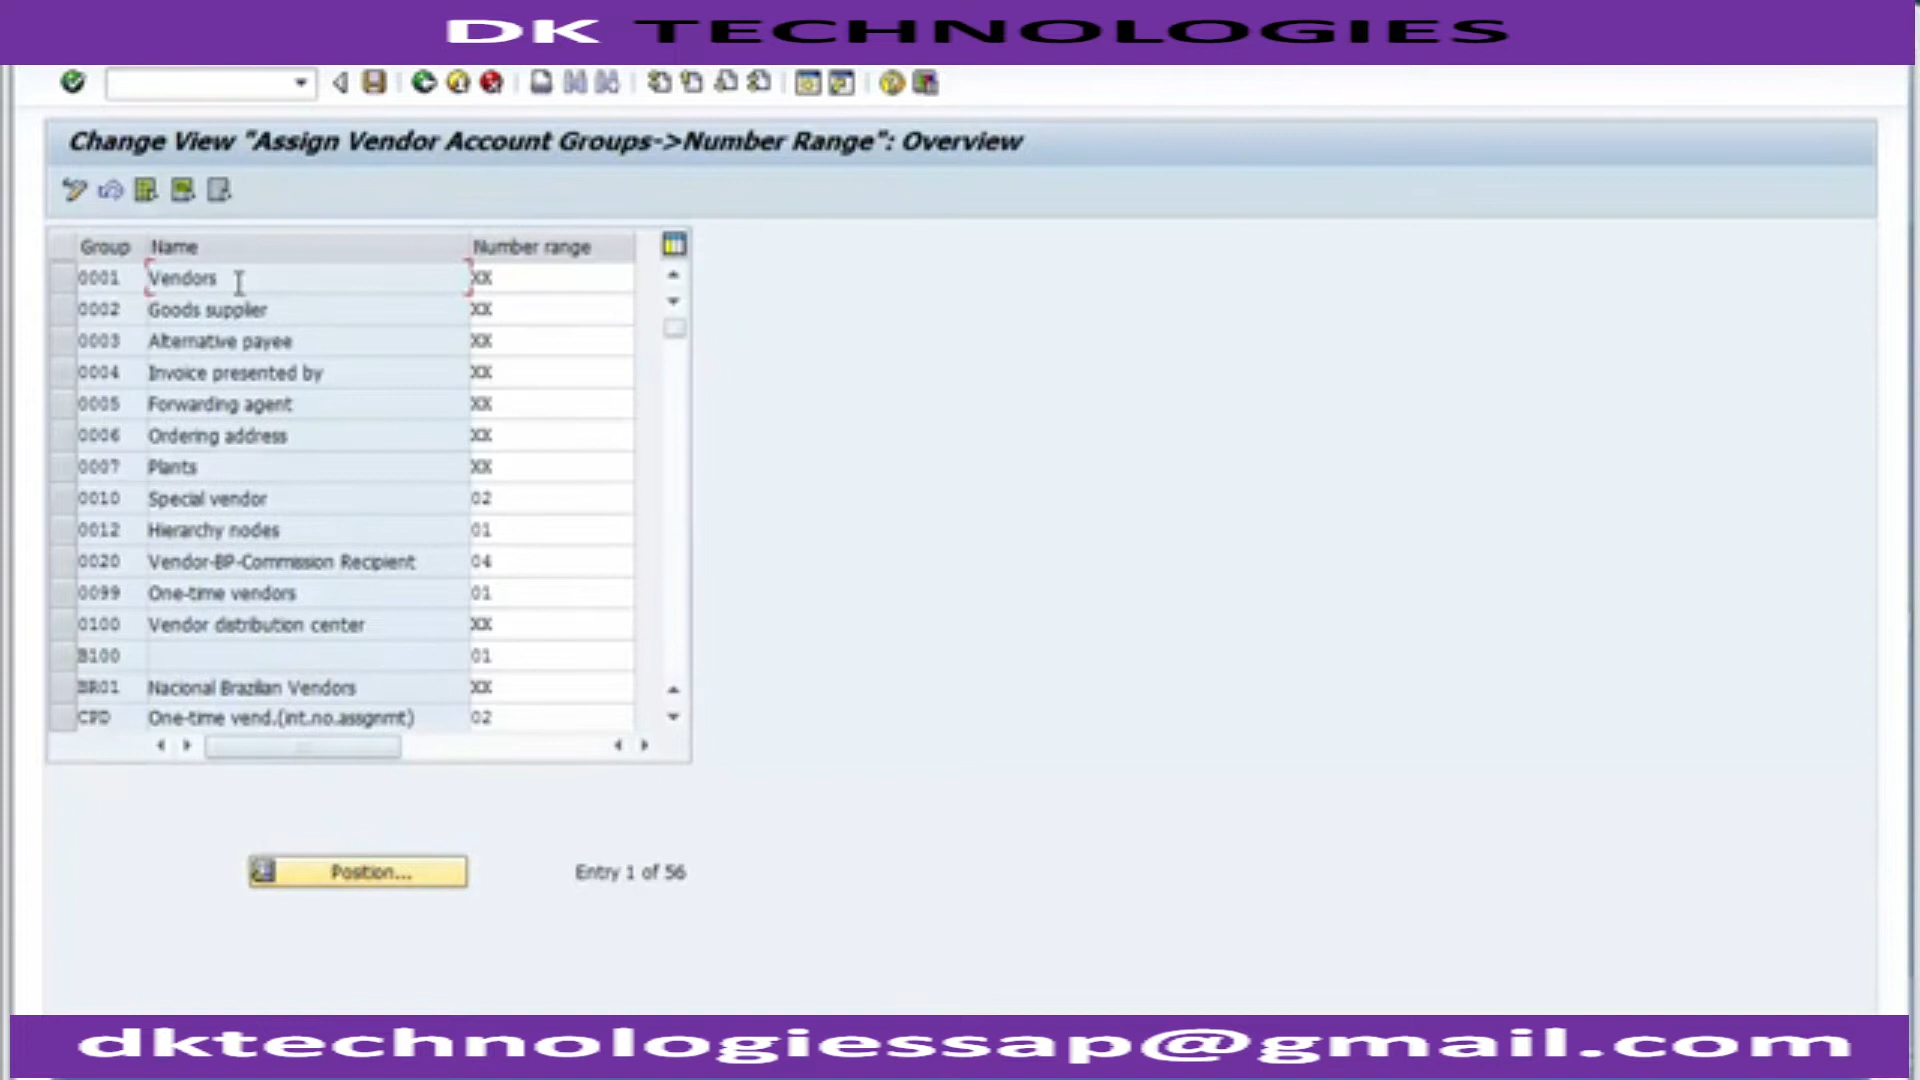 DK TECHNOLOGIES
Change View "Assign Vendor Account Groups->Number Range": Overview
Group Name Number range
0001 Vendors XX
0002 Goods supplier XX
0003 Alternative payee XX
0004 Invoice presented by XX
0005 Forwarding agent XX
0006 Ordering address XX
0007 Plants XX
0010 Special vendor 02
0012 Hierarchy nodes 01
0020 Vendor-BP-Commission Recipient 04
0099 One-time vendors 01
0100 Vendor distribution center XX
B100 01
BR01 Nacional Brazilian Vendors XX
CPD One-time vend.(int.no.assgnmt) 02
Position... Entry 1 of 56
dktechnologiessap@gmail.com